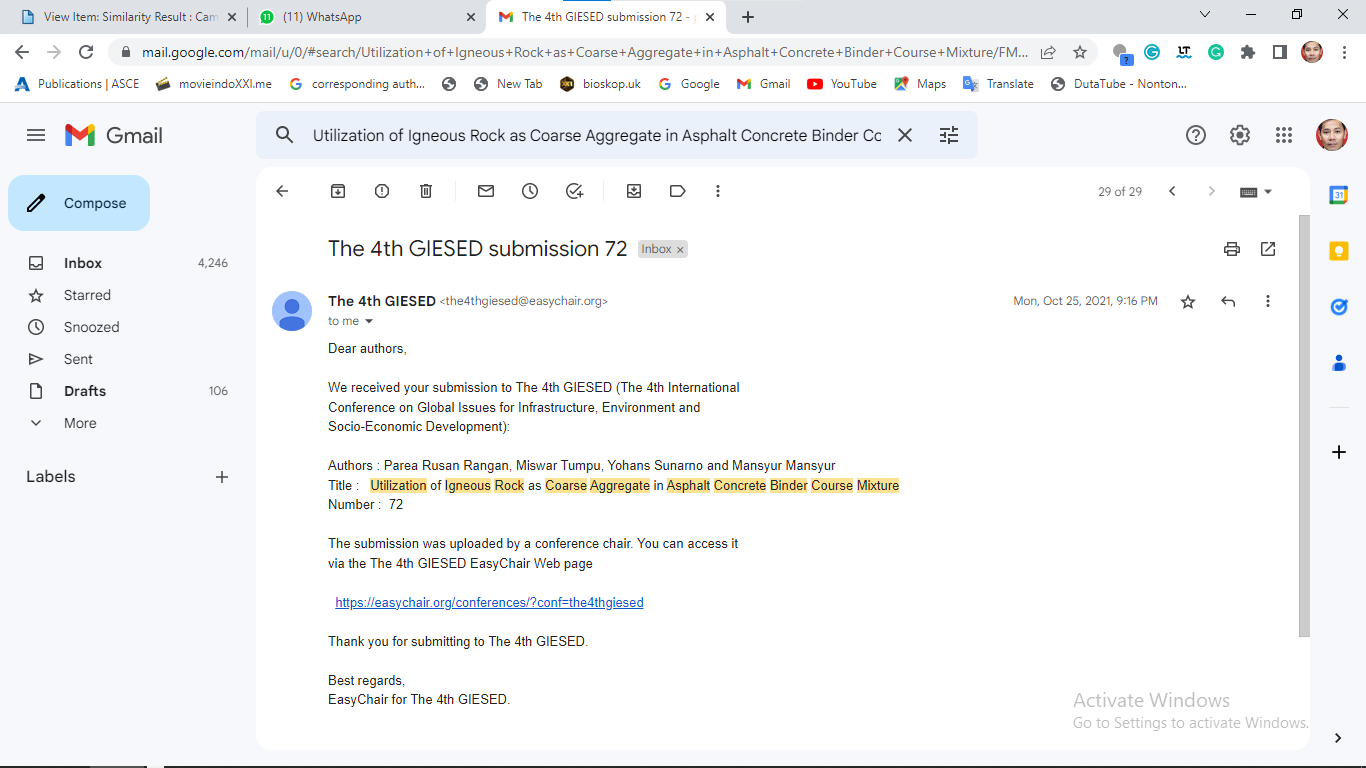 View Item: Similarity Result : Cam
(11) WhatsApp
The 4th GIESED submission 72 -
mail.google.com/mail/u/0/#search/Utilization+of+Igneous+Rock+as+Coarse+Aggregate+in+Asphalt+Concrete+Binder+Course+Mixture/FM...
Publications | ASCE
movieindoXXI.me
corresponding auth...
New Tab
bioskop.uk
Google
Gmail
YouTube
Maps
Translate
DutaTube - Nonton...
Gmail
Utilization of Igneous Rock as Coarse Aggregate in Asphalt Concrete Binder Co
Compose
29 of 29
Inbox 4,246
Starred
Snoozed
Sent
Drafts 106
More
Labels
The 4th GIESED submission 72 Inbox x
The 4th GIESED <the4thgiesed@easychair.org> Mon, Oct 25, 2021, 9:16 PM
to me
Dear authors,
We received your submission to The 4th GIESED (The 4th International
Conference on Global Issues for Infrastructure, Environment and
Socio-Economic Development):
Authors : Parea Rusan Rangan, Miswar Tumpu, Yohans Sunarno and Mansyur Mansyur
Title : Utilization of Igneous Rock as Coarse Aggregate in Asphalt Concrete Binder Course Mixture
Number : 72
The submission was uploaded by a conference chair. You can access it
via the The 4th GIESED EasyChair Web page
https://easychair.org/conferences/?conf=the4thgiesed
Thank you for submitting to The 4th GIESED.
Best regards,
EasyChair for The 4th GIESED.
Activate Windows
Go to Settings to activate Windows.